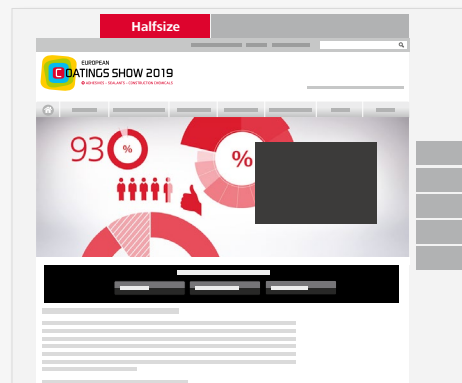 Halfsize
EUROPEAN
COATINGS SHOW 2019
+ ADHESIVES - SEALANTS - CONSTRUCTION CHEMICALS
93 %
%